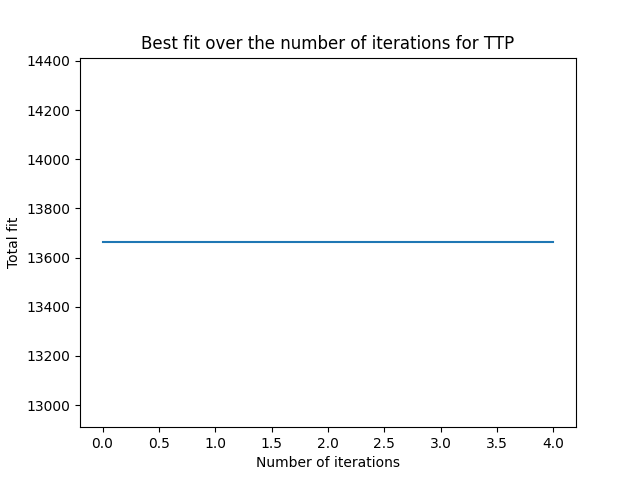 Best fit over the number of iterations for TTP
14400
14200
14000
13800
13600
13400
13200
13000
Total fit
0.0 0.5 1.0 1.5 2.0 2.5 3.0 3.5 4.0
Number of iterations